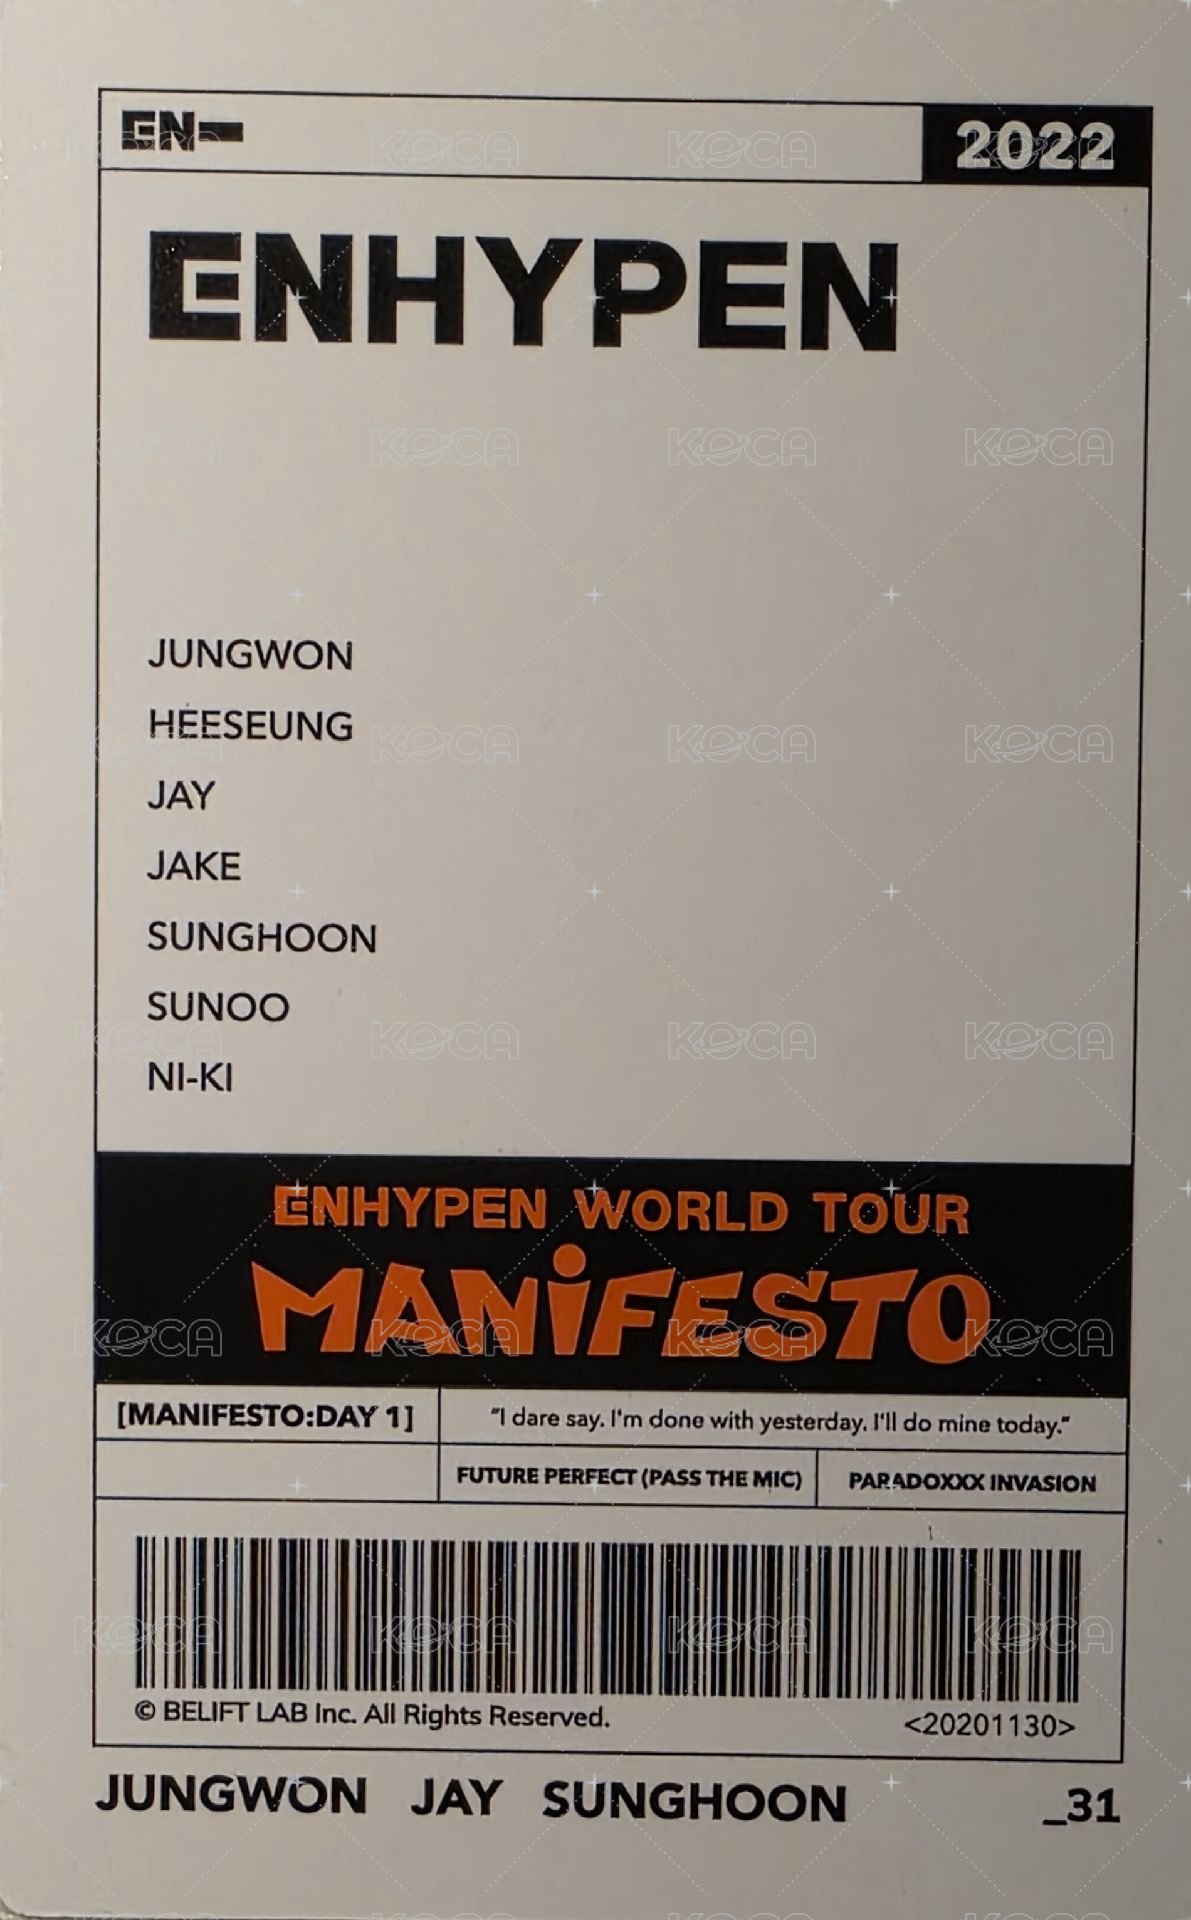 EN-
2022
ENHYPEN
JUNGWON
HEESEUNG
JAY
JAKE
SUNGHOON
SUNOO
NI-KI
ENHYPEN WORLD TOUR
MANiFESTO
[MANIFESTO:DAY 1]
"I dare say. I'm done with yesterday. I'll do mine today."
FUTURE PERFECT (PASS THE MIC)
PARADOXXX INVASION
© BELIFT LAB Inc. All Rights Reserved.
<20201130>
JUNGWON JAY SUNGHOON _31
KOCA